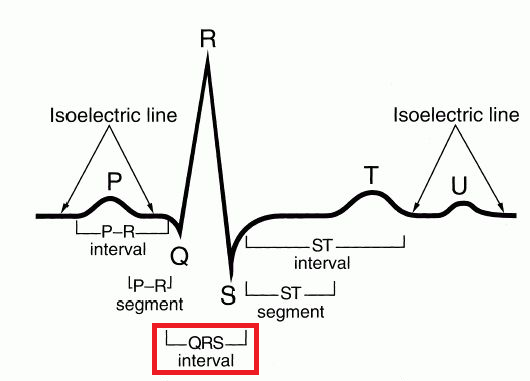 R
Isoelectric line
Isoelectric line
P
T
U
P–R
interval
Q
ST
interval
P–R
segment
S
ST
segment
QRS
interval